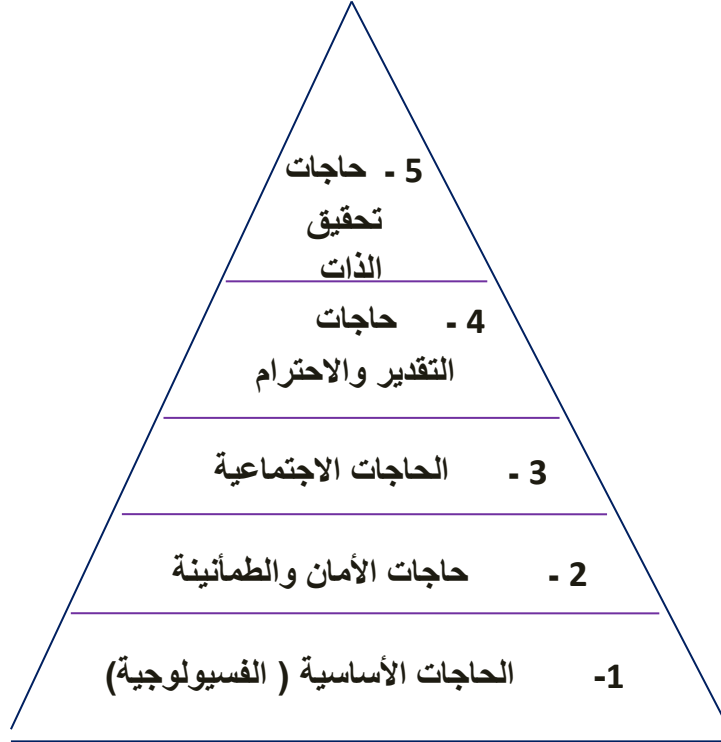 5 - حاجات
تحقيق
الذات
4 - حاجات
التقدير والاحترام
3 - الحاجات الاجتماعية
2 - حاجات الأمان والطمأنينة
1- الحاجات الأساسية ( الفسيولوجية)